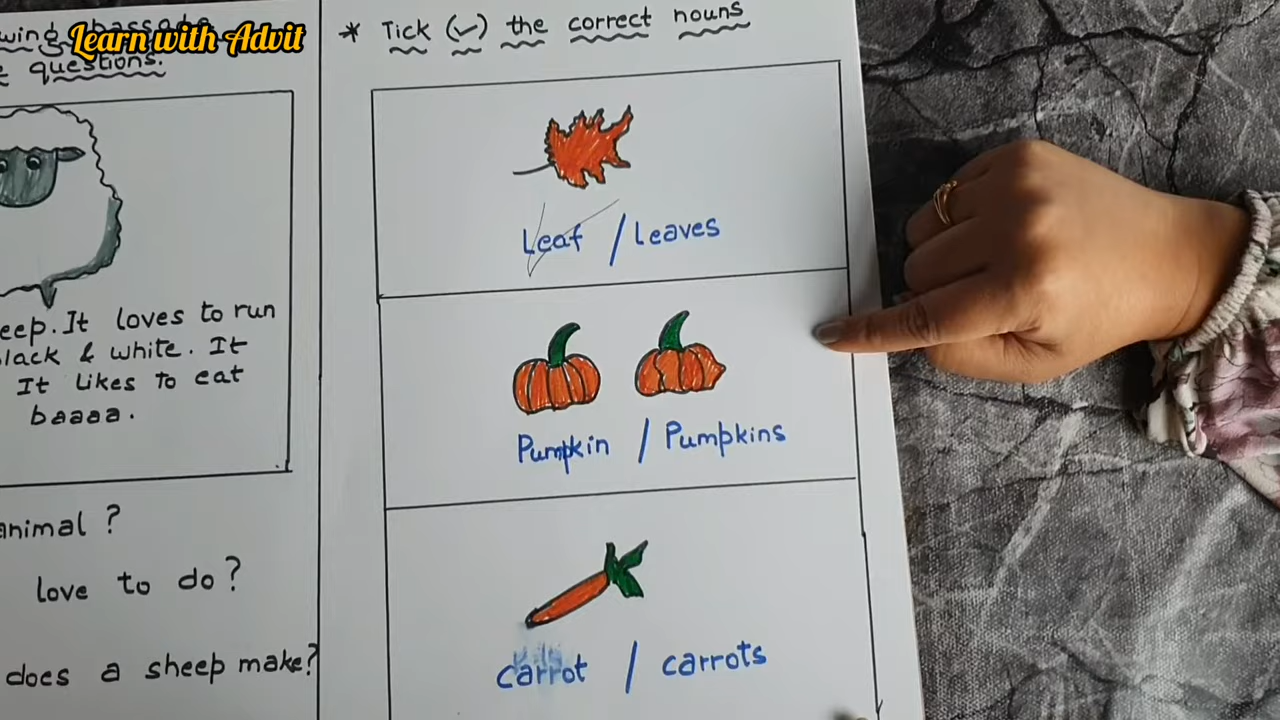 Learn with Advit
questions.
eep. It loves to run
lack & white. It
It likes to eat
baaaa.
animal ?
love to do ?
does a sheep make?
* Tick (✓) the correct nouns
Leaf / Leaves
Pumpkin / Pumpkins
carrot / carrots